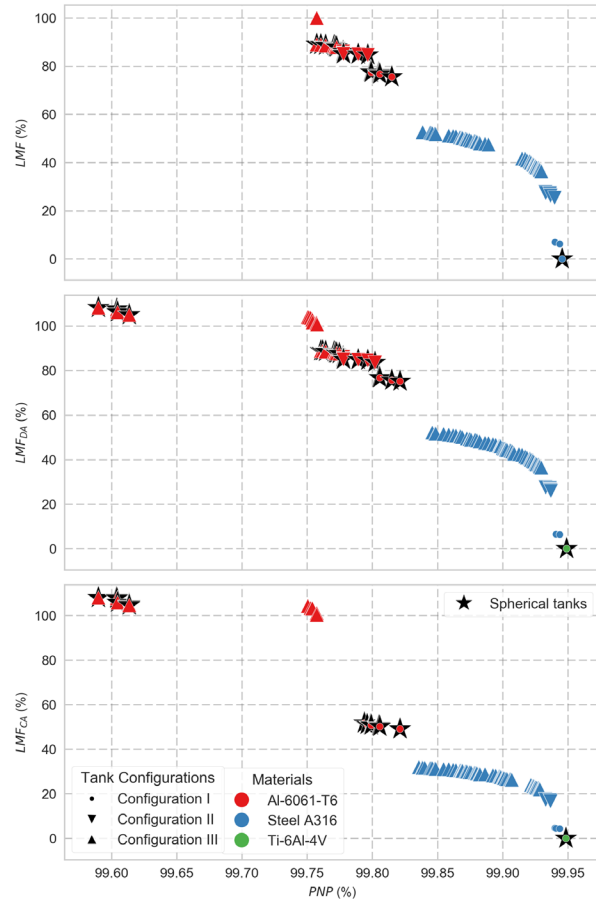 100
80
60
40
20
0
LMF (%)
100
80
60
40
20
0
LMF_DA (%)
100
80
60
40
20
0
LMF_CA (%)
Spherical tanks
Tank Configurations
Configuration I
Configuration II
Configuration III
Materials
Al-6061-T6
Steel A316
Ti-6Al-4V
99.60 99.65 99.70 99.75 99.80 99.85 99.90 99.95
PNP (%)